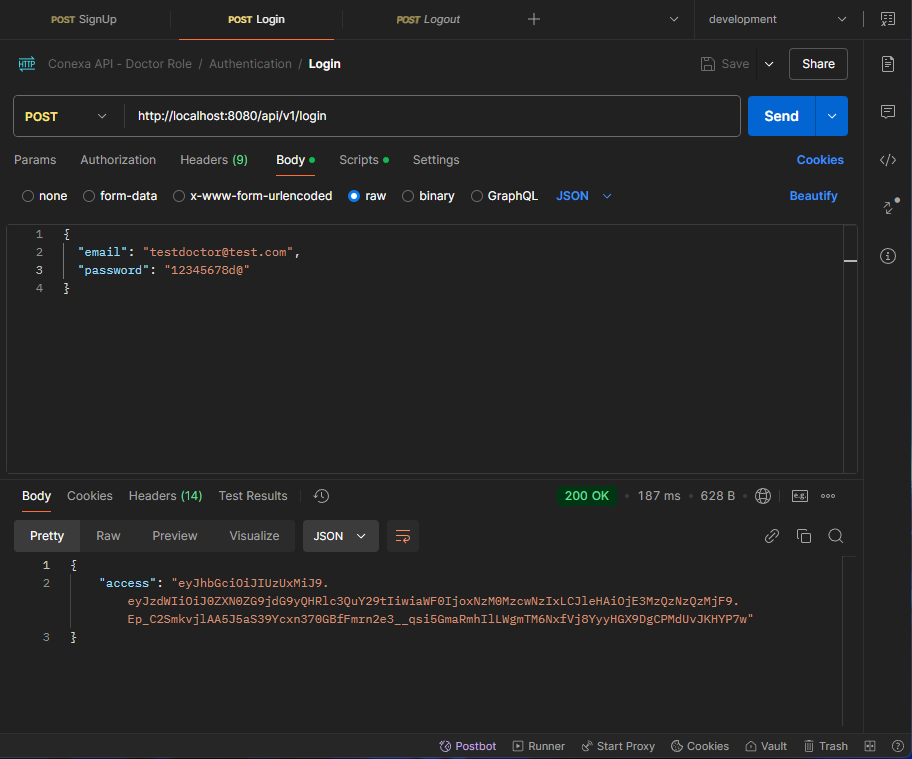 POST SignUp POST Login POST Logout development
HTTP Conexa API - Doctor Role / Authentication / Login Save Share
POST http://localhost:8080/api/v1/login Send
Params Authorization Headers (9) Body Scripts Settings Cookies
none form-data x-www-form-urlencoded raw binary GraphQL JSON Beautify
1 {
2 "email": "testdoctor@test.com",
3 "password": "12345678d@"
4 }
Body Cookies Headers (14) Test Results 200 OK 187 ms 628 B e.g.
Pretty Raw Preview Visualize JSON
1 {
2 "access": "eyJhbGciOiJIUzUxMiJ9.
eyJzdWIiOiJ0ZXN0ZG9jdG9yQHRlc3QuY29tIiwiaWF0IjoxNzM0MzcwNzIxLCJleHAiOjE3MzQzNzQzMjF9.
Ep_C2SmkvjlAA5J5aS39Ycxn370GBfFmrn2e3__qsi5GmaRmhIlLWgmTM6NxfVj8YyyHGX9DgCPMdUvJKHYP7w"
3 }
Postbot Runner Start Proxy Cookies Vault Trash